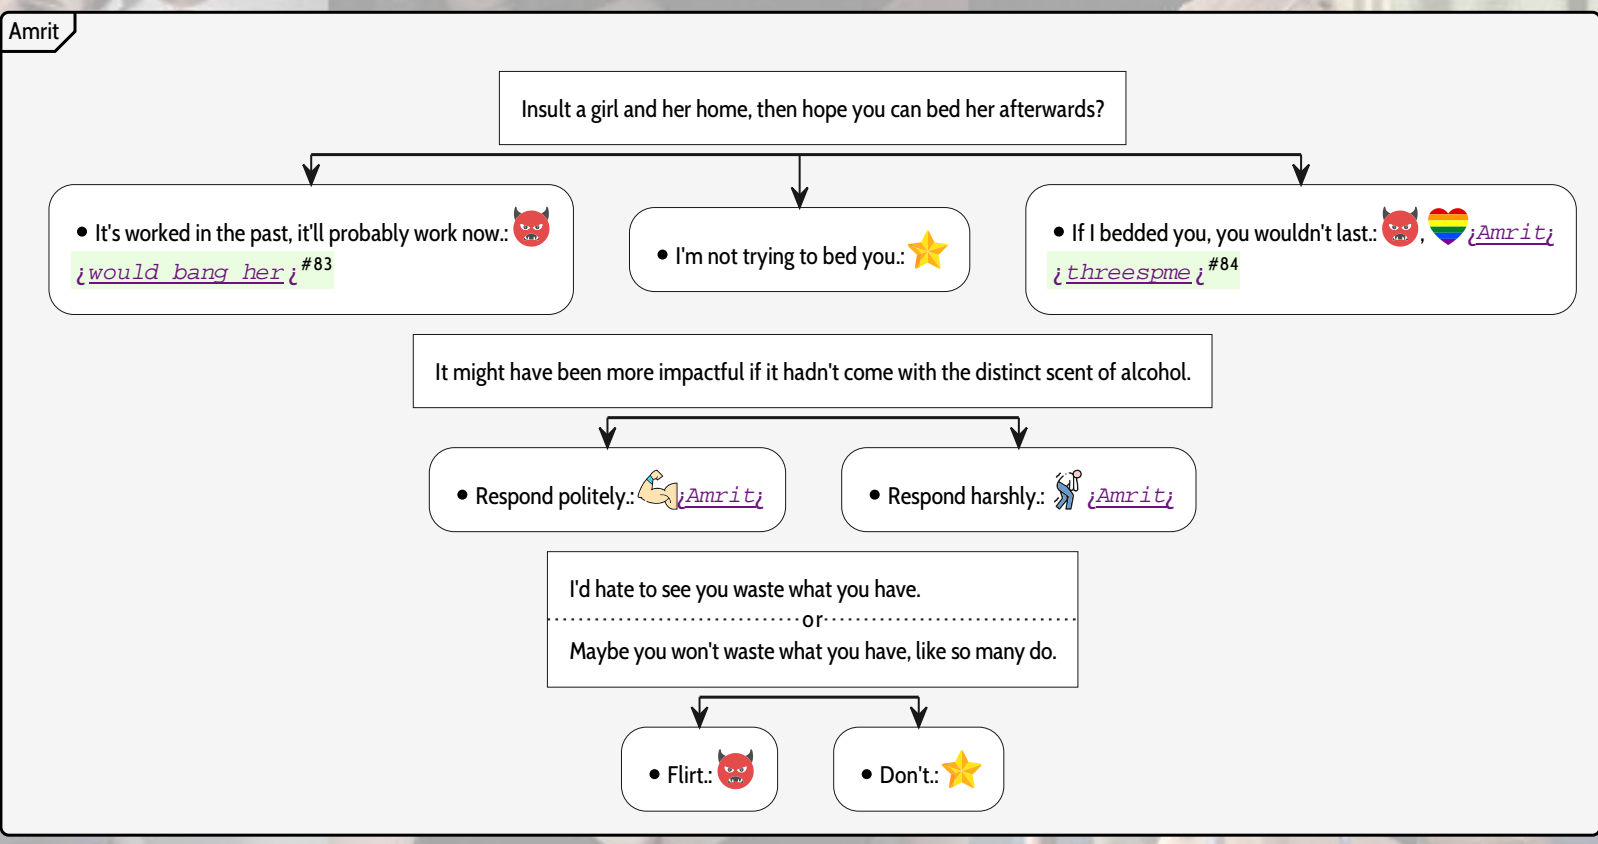 Amrit
Insult a girl and her home, then hope you can bed her afterwards?
• It's worked in the past, it'll probably work now.:
¿would bang her¿#83
• I'm not trying to bed you.:
• If I bedded you, you wouldn't last.: , ¿Amrit¿
¿threespme¿#84
It might have been more impactful if it hadn't come with the distinct scent of alcohol.
• Respond politely.: ¿Amrit¿
• Respond harshly.: ¿Amrit¿
I'd hate to see you waste what you have.
or
Maybe you won't waste what you have, like so many do.
• Flirt.:
• Don't.: